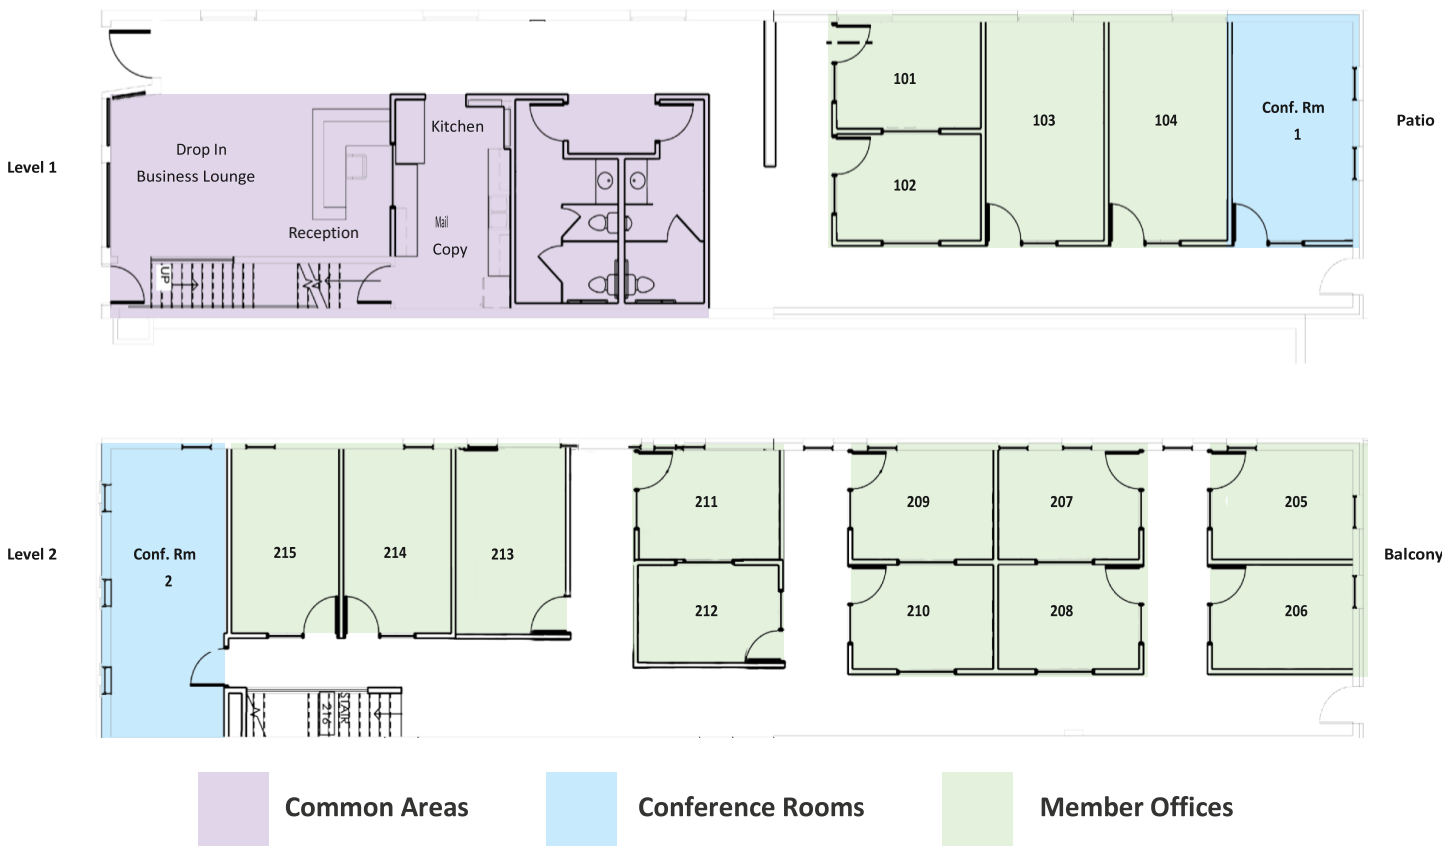 Level 1
Drop In
Business Lounge
Reception
UP
Kitchen
Mail
Copy
101
102
103
104
Conf. Rm
1
Patio
Level 2
Conf. Rm
2
215
214
213
211
212
209
210
207
208
205
206
Balcony
STAIR
216
Common Areas
Conference Rooms
Member Offices